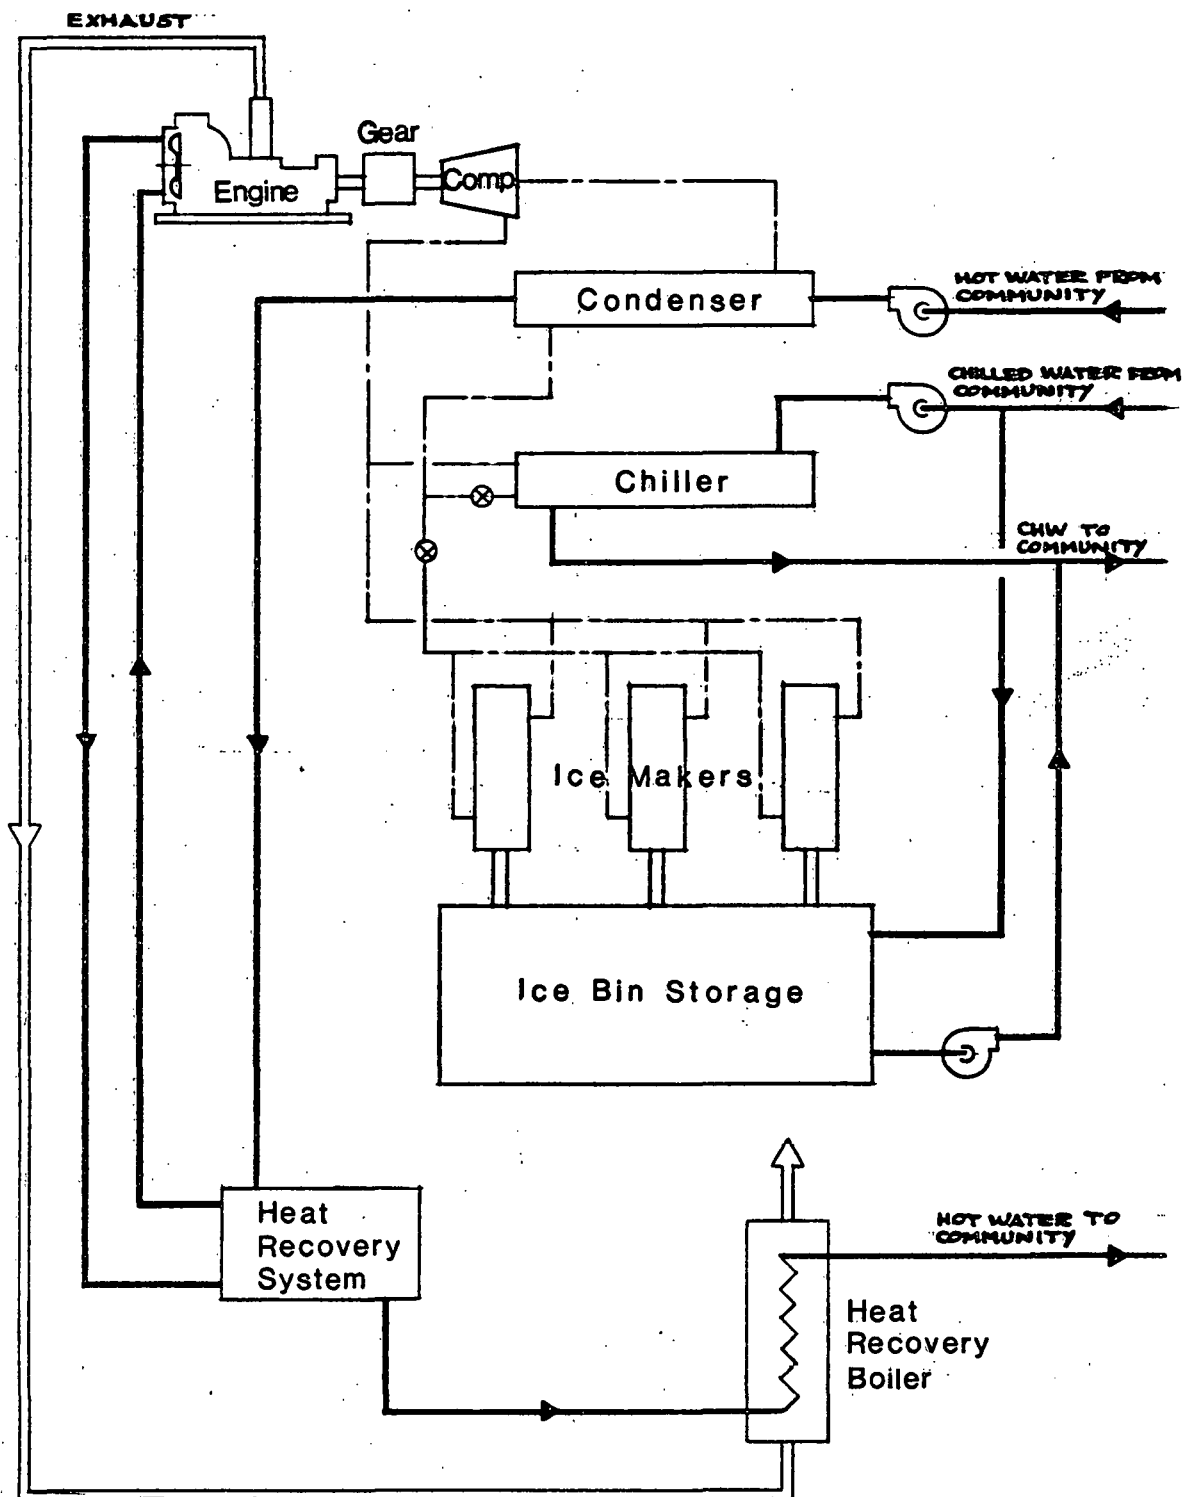 EXHAUST
Gear
Engine
Comp
HOT WATER FROM
COMMUNITY
Condenser
CHILLED WATER FROM
COMMUNITY
Chiller
CHW TO
COMMUNITY
Ice Makers
Ice Bin Storage
Heat
Recovery
System
HOT WATER TO
COMMUNITY
Heat
Recovery
Boiler